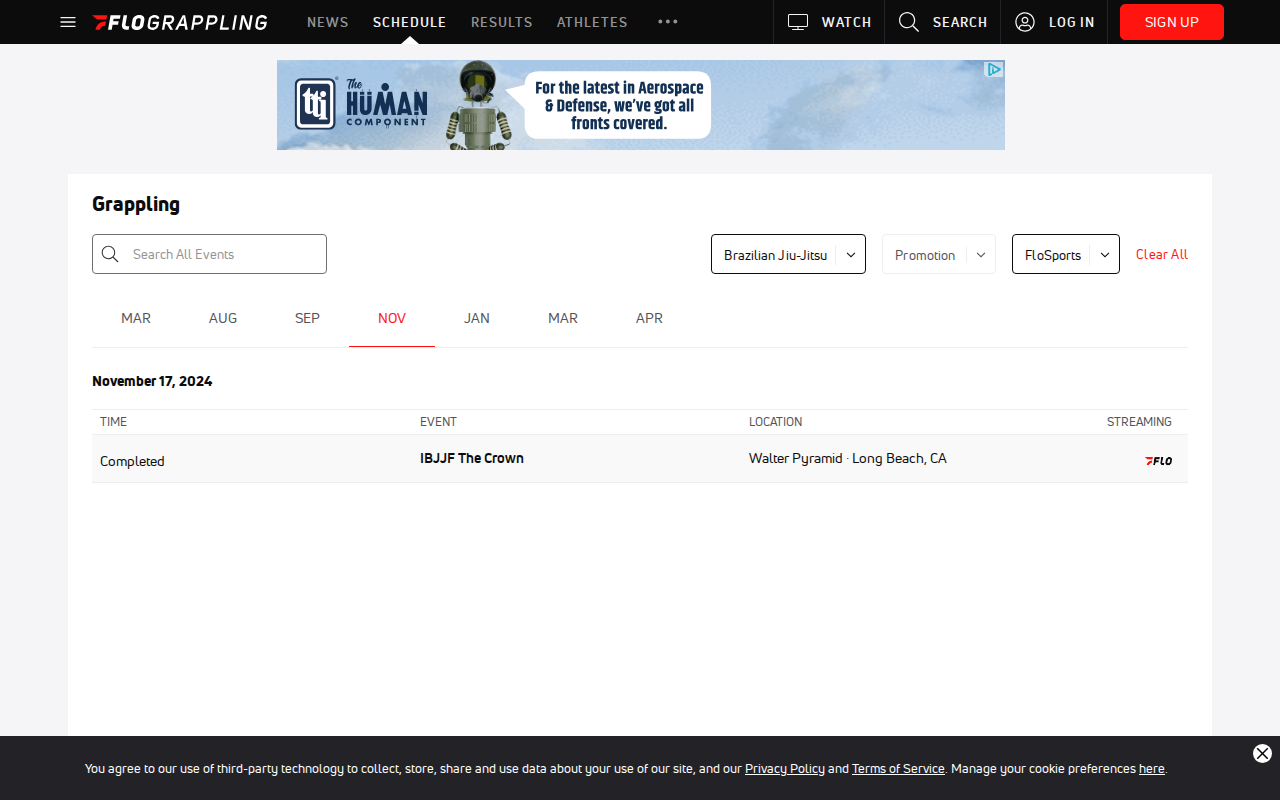 FLOGRAPPLING NEWS SCHEDULE RESULTS ATHLETES ••• WATCH SEARCH LOG IN SIGN UP
ttj The HUMAN COMPONENT
For the latest in Aerospace
& Defense, we've got all
fronts covered.
Grappling
Search All Events Brazilian Jiu-Jitsu Promotion FloSports Clear All
MAR AUG SEP NOV JAN MAR APR
November 17, 2024
TIME EVENT LOCATION STREAMING
Completed IBJJF The Crown Walter Pyramid · Long Beach, CA FLO
You agree to our use of third-party technology to collect, store, share and use data about your use of our site, and our Privacy Policy and Terms of Service. Manage your cookie preferences here.